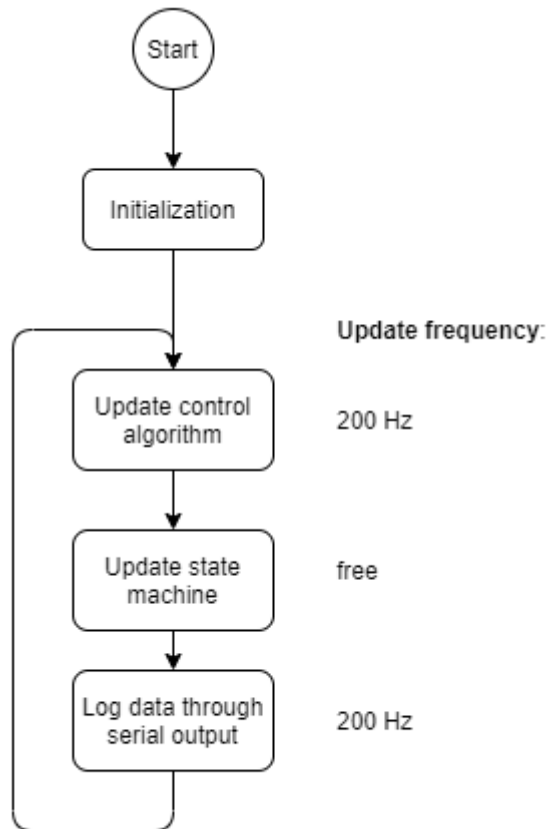 Start
Initialization
Update frequency:
Update control
algorithm
200 Hz
Update state
machine
free
Log data through
serial output
200 Hz